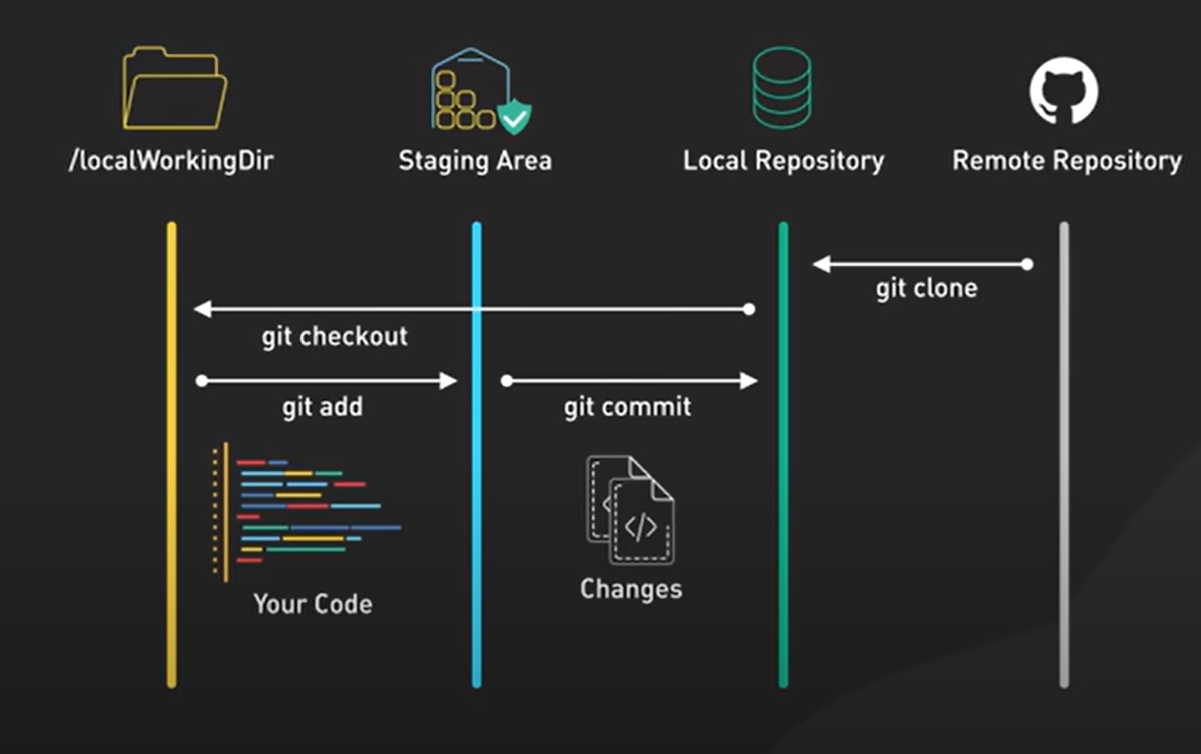 /localWorkingDir
Staging Area
Local Repository
Remote Repository
git clone
git checkout
git add
git commit
Your Code
Changes